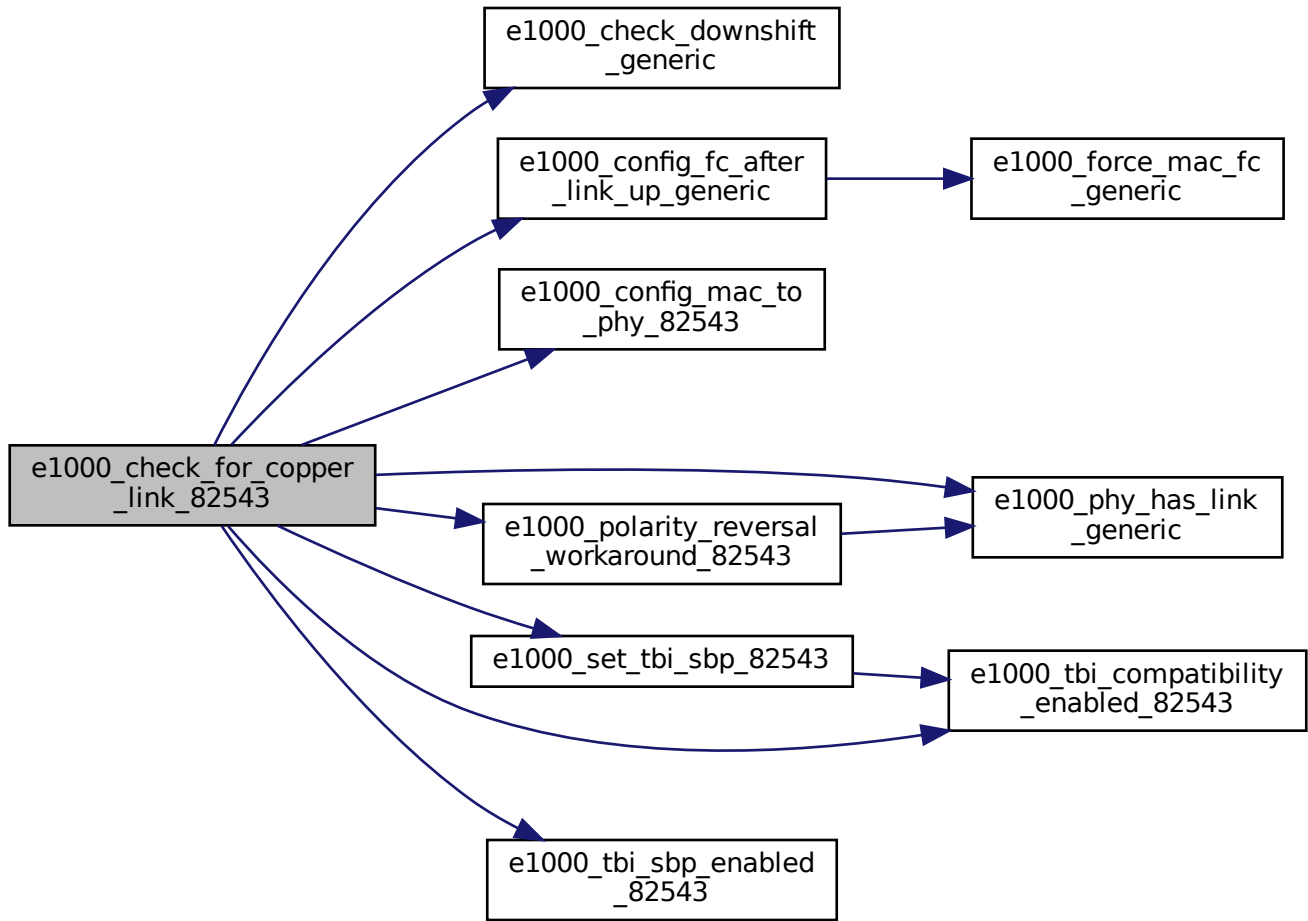 e1000_check_downshift
_generic
e1000_config_fc_after
_link_up_generic
e1000_force_mac_fc
_generic
e1000_config_mac_to
_phy_82543
e1000_check_for_copper
_link_82543
e1000_phy_has_link
_generic
e1000_polarity_reversal
_workaround_82543
e1000_set_tbi_sbp_82543
e1000_tbi_compatibility
_enabled_82543
e1000_tbi_sbp_enabled
_82543